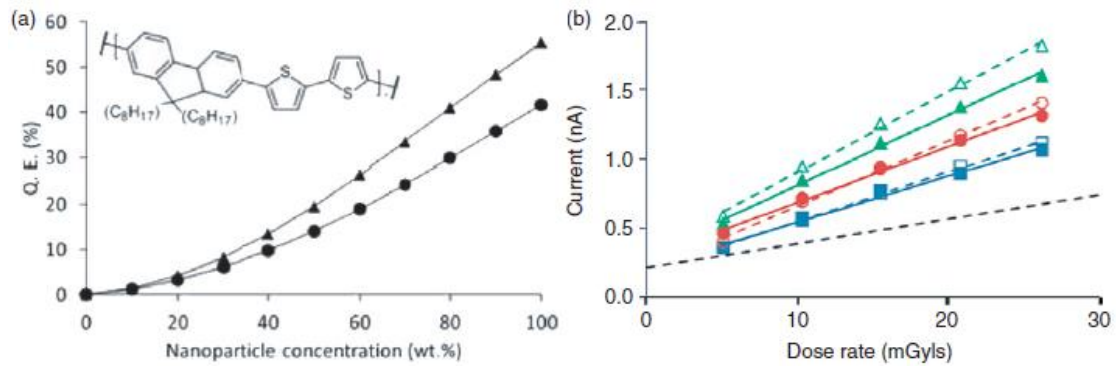 (a)
60
50
40
30
20
10
0
Q. E. (%)
S
S
(C8H17) (C8H17)
n
0 20 40 60 80 100
Nanoparticle concentration (wt.%)
(b)
2.0
1.5
1.0
0.5
0.0
Current (nA)
0 10 20 30
Dose rate (mGyls)